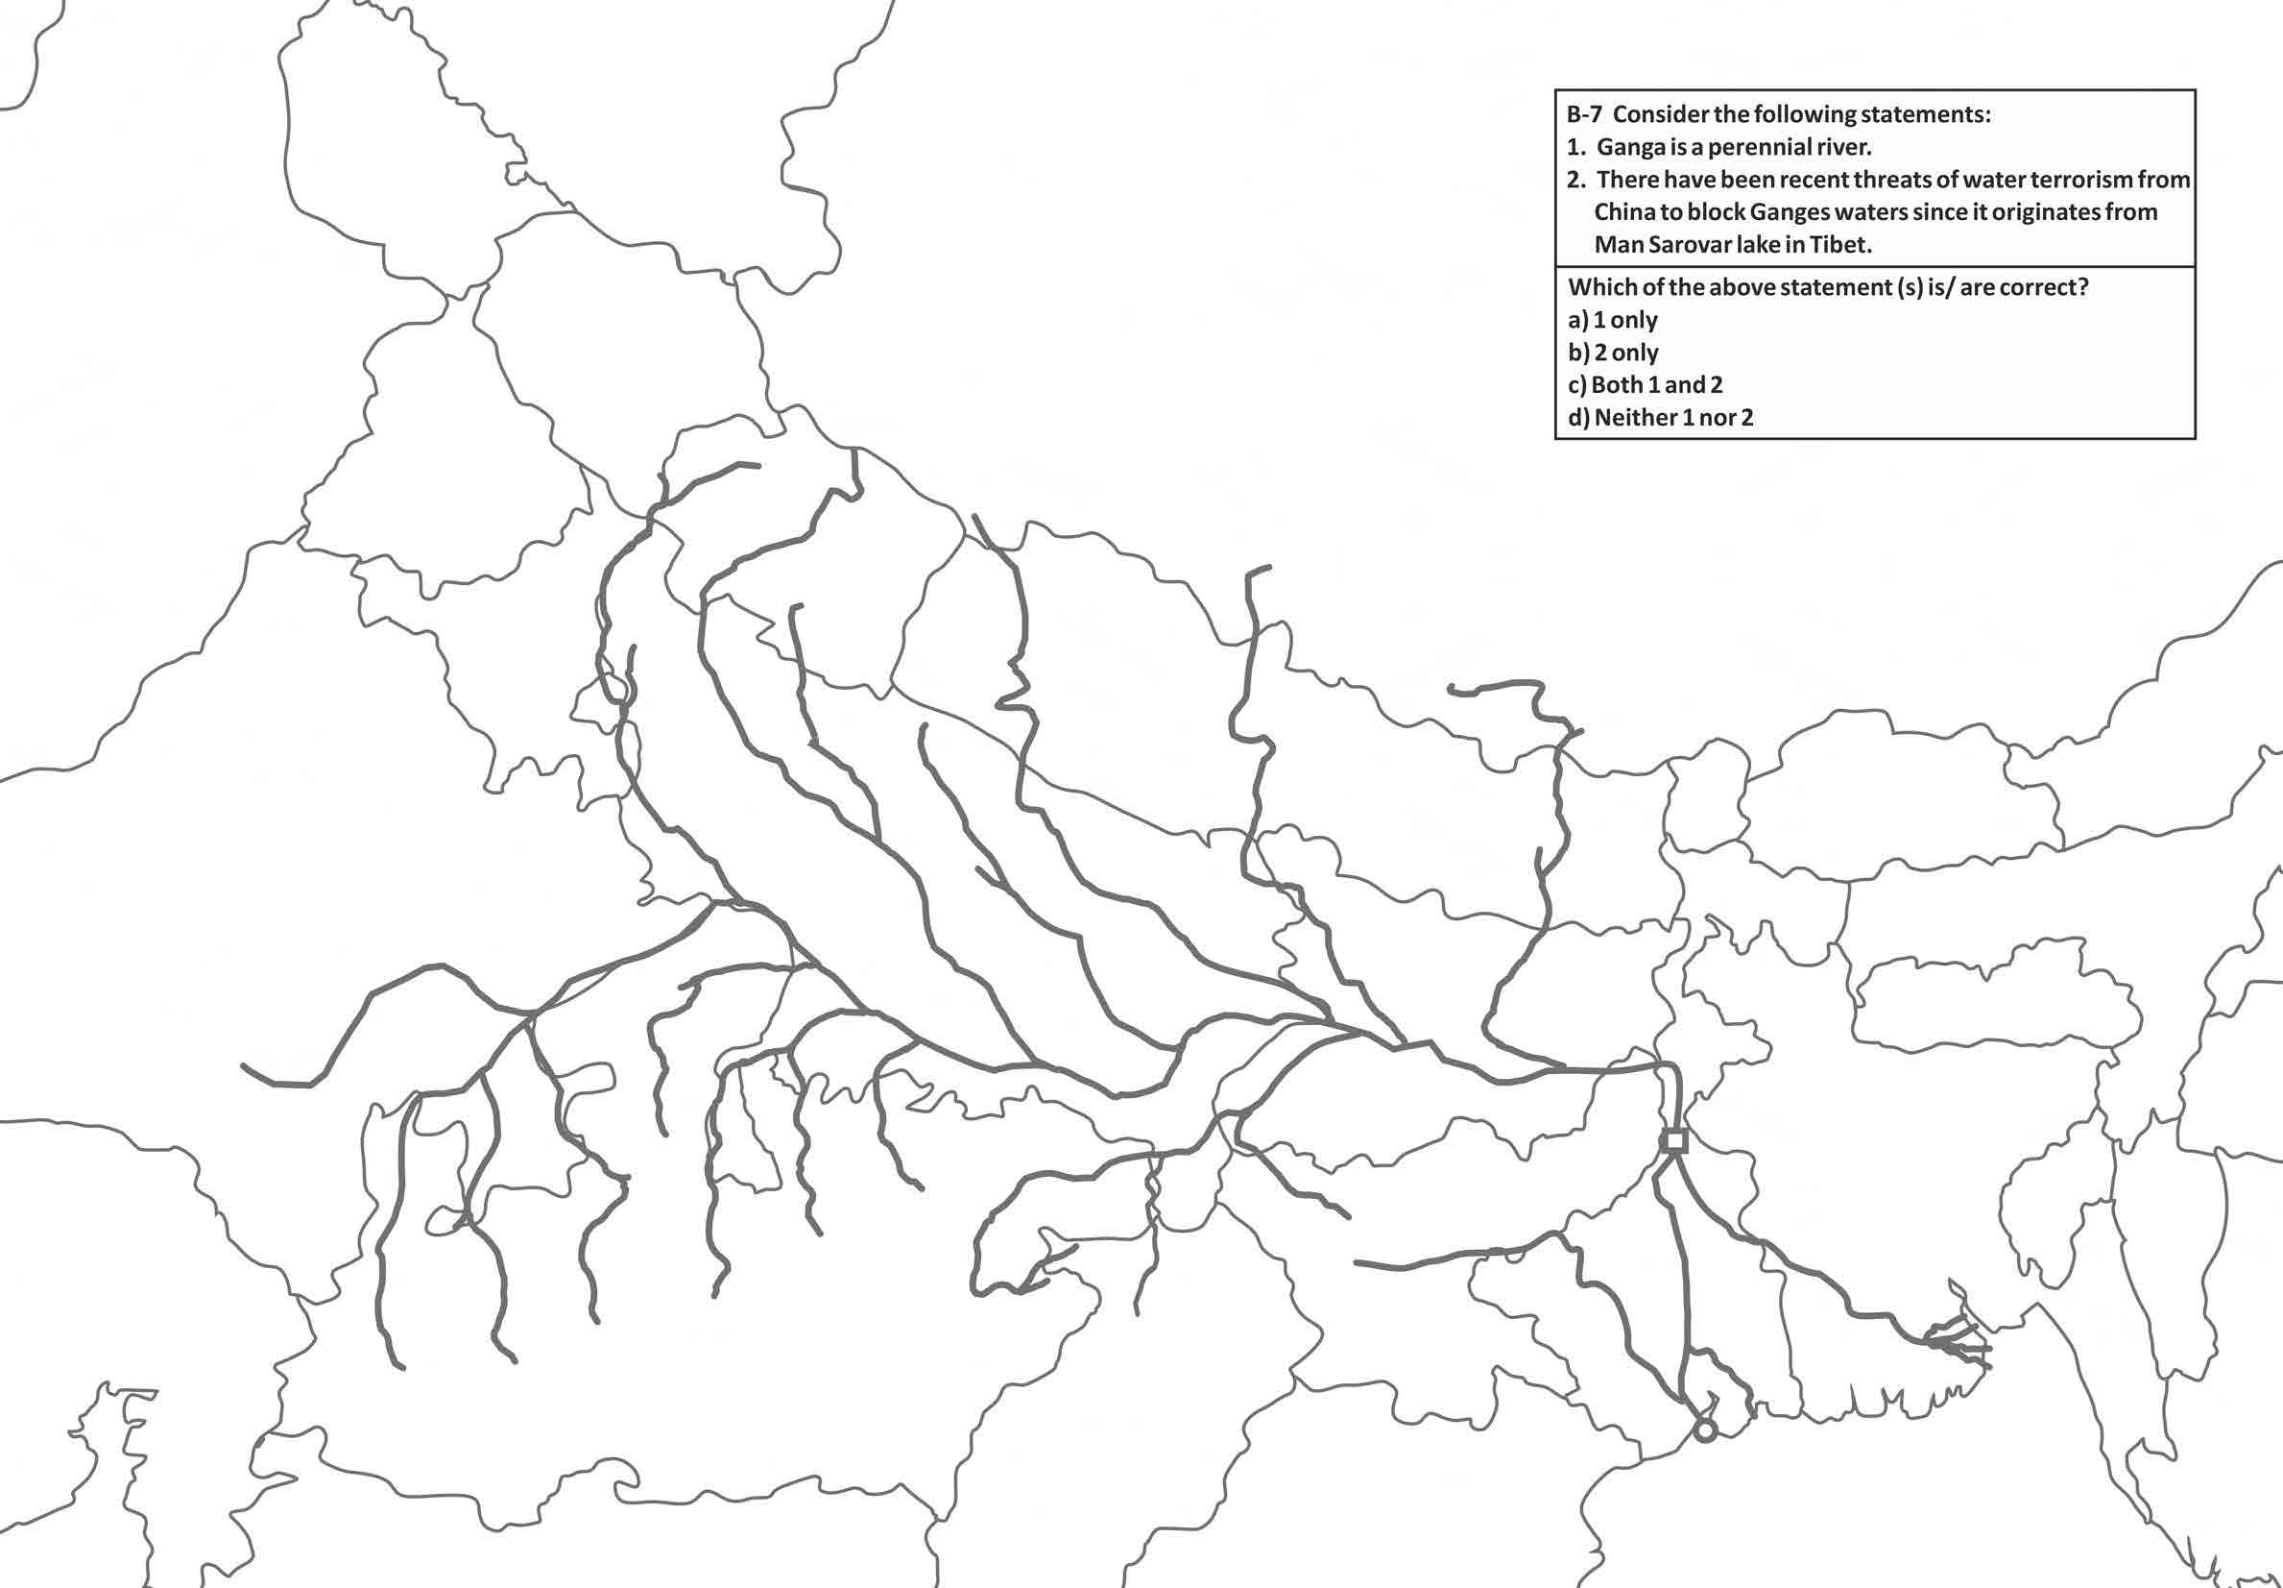 B-7 Consider the following statements:
1. Ganga is a perennial river.
2. There have been recent threats of water terrorism from
China to block Ganges waters since it originates from
Man Sarovar lake in Tibet.
Which of the above statement (s) is/ are correct?
a) 1 only
b) 2 only
c) Both 1 and 2
d) Neither 1 nor 2